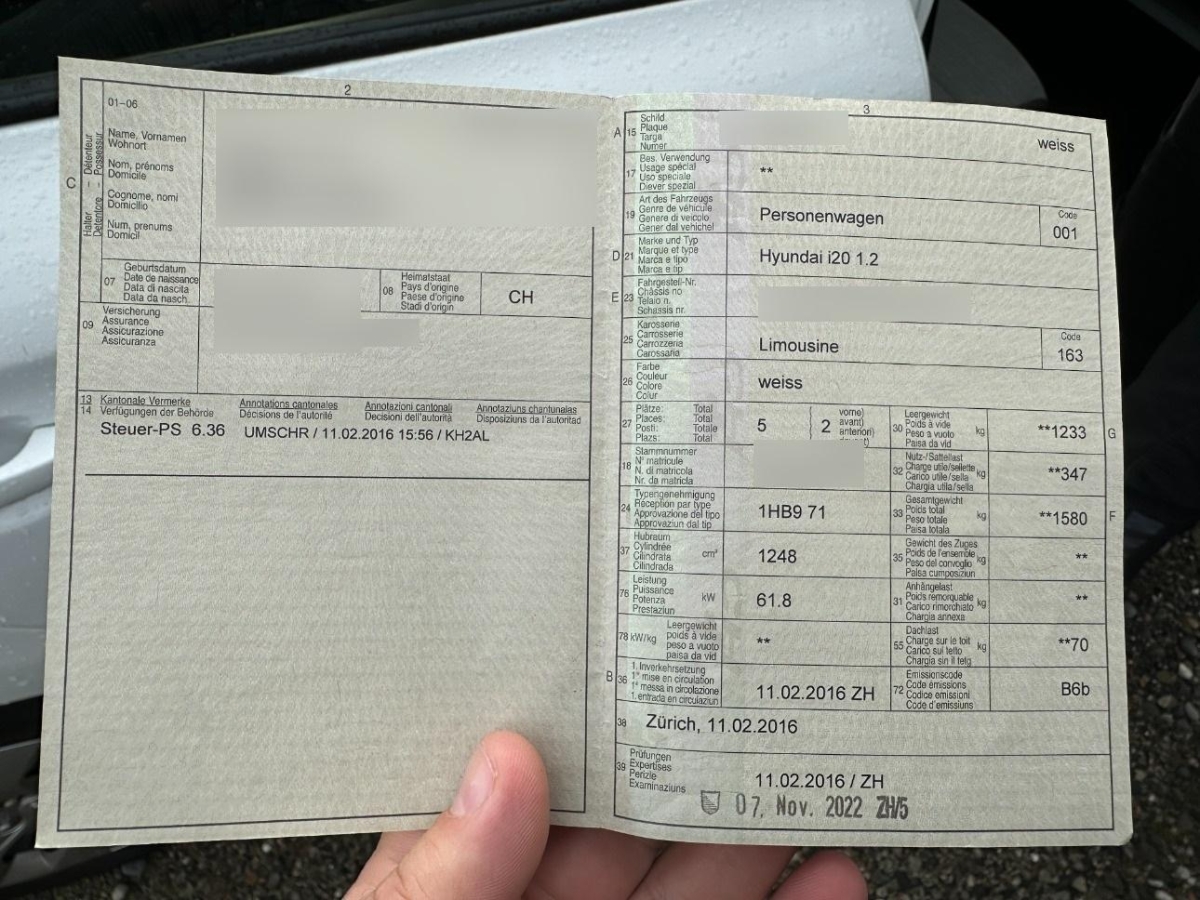 2
01-06
C
Halter - Détenteur
Detentore - Possessur
Name, Vornamen
Wohnort
Nom, prénoms
Domicile
Cognome, nomi
Domicilio
Num, prenums
Domicil
07
Geburtsdatum
Date de naissance
Data di nascita
Data da nasch.
08
Heimatstaat
Pays d'origine
Paese d'origine
Stadi d'origin
CH
09
Versicherung
Assurance
Assicurazione
Assicuranza
13 Kantonale Vermerke Annotations cantonales Annotazioni cantonali Annotaziuns chantunalas
14 Verfügungen der Behörde Décisions de l'autorité Decisioni dell'autorità Disposiziuns da l'autoritad
Steuer-PS 6.36 UMSCHR / 11.02.2016 15:56 / KH2AL
3
A 15
Schild
Plaque
Targa
Numer
weiss
17
Bes. Verwendung
Usage spécial
Uso speciale
Diever spezial
**
19
Art des Fahrzeugs
Genre de véhicule
Genere di veicolo
Gener dal vehichel
Personenwagen
Code
001
D 21
Marke und Typ
Marque et type
Marca e tipo
Marca e tip
Hyundai i20 1.2
E 23
Fahrgestell-Nr.
Châssis no
Telaio n.
Schassis nr.
25
Karosserie
Carrosserie
Carrozzeria
Carossaria
Limousine
Code
163
26
Farbe
Couleur
Colore
Colur
weiss
27
Plätze: Total
Places: Total
Posti: Totale
Plazs: Total
5
2
vorne)
avant)
anteriori)
30
Leergewicht
Poids à vide
Peso a vuoto
Paisa da vid
kg
**1233
G
18
Stammnummer
N° matricule
N. di matricola
Nr. da matricla
32
Nutz-/Sattellast
Charge utile/sellette
Carico utile/sella
Chargia utila/sella
kg
**347
24
Typengenehmigung
Réception par type
Approvazione del tipo
Approvaziun dal tip
1HB9 71
33
Gesamtgewicht
Poids total
Peso totale
Paisa totala
kg
**1580
F
37
Hubraum
Cylindrée
Cilindrata
Cilindrada
cm³
1248
35
Gewicht des Zuges
Poids de l'ensemble
Peso del convoglio
Paisa cumposiziun
kg
**
76
Leistung
Puissance
Potenza
Prestaziun
kW
61.8
31
Anhängelast
Poids remorquable
Carico rimorchiato
Chargia annexa
kg
**
78 kW/kg
Leergewicht
poids à vide
peso a vuoto
paisa da vid
**
55
Dachlast
Charge sur le toit
Carico sul tetto
Chargia sin il tetg
kg
**70
B 36
1. Inverkehrsetzung
1re mise en circulation
1a messa in circolazione
1. entrada en circulaziun
11.02.2016 ZH
72
Emissionscode
Code émissions
Codice emissioni
Code d'emissiuns
B6b
38
Zürich, 11.02.2016
39
Prüfungen
Expertises
Perizie
Examinaziuns
11.02.2016 / ZH
07. Nov. 2022 ZH/5